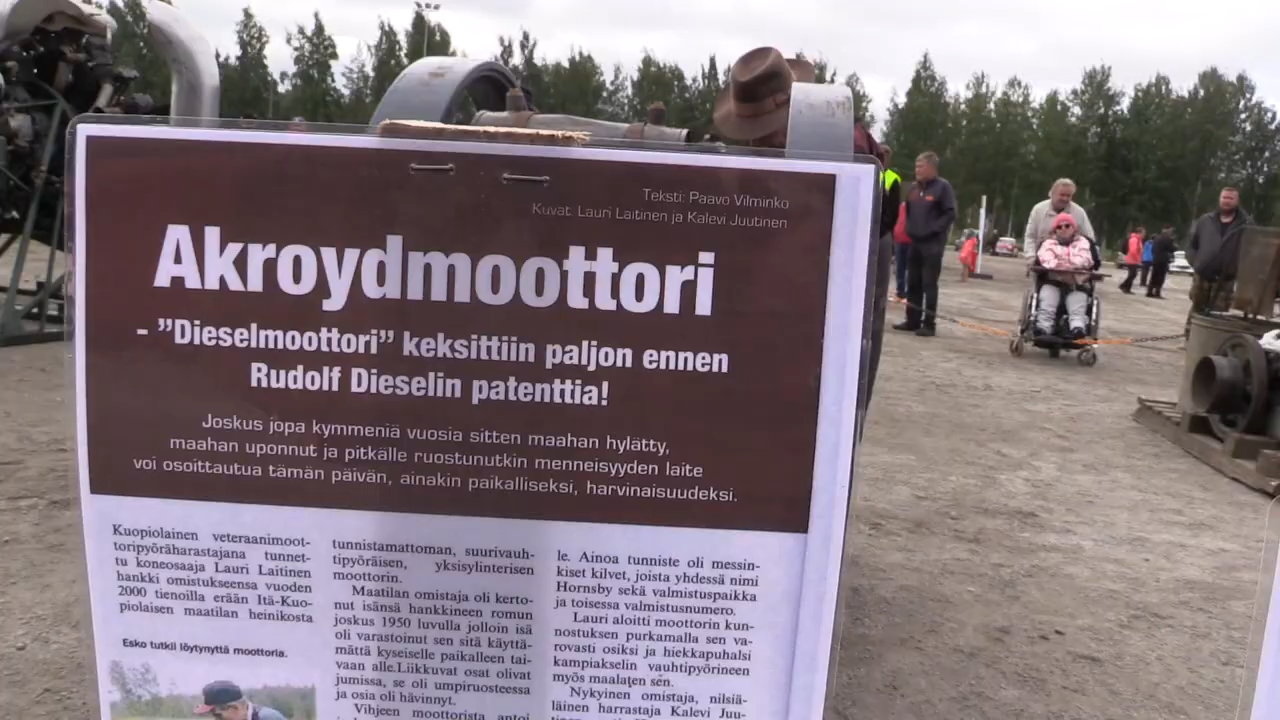 Teksti: Paavo Vilminko
Kuvat: Lauri Laitinen ja Kalevi Juutinen
Akroydmoottori
- ”Dieselmoottori” keksittiin paljon ennen
Rudolf Dieselin patenttia!
Joskus jopa kymmeniä vuosia sitten maahan hylätty,
maahan uponnut ja pitkälle ruostunutkin menneisyyden laite
voi osoittautua tämän päivän, ainakin paikalliseksi, harvinaisuudeksi.
Kuopiolainen veteraanimoot-
toripyöräharastajana tunnet-
tu koneosaaja Lauri Laitinen
hankki omistukseensa vuoden
2000 tienoilla erään Itä-Kuo-
piolaisen maatilan heinikosta
Esko tutkii löytynyttä moottoria.
tunnistamattoman, suurivauh-
tipyöräisen, yksisylinterisen
moottorin.
Maatilan omistaja oli kerto-
nut isänsä hankkineen romun
joskus 1950 luvulla jolloin isä
oli varastoinut sen sitä käyttä-
mättä kyseiselle paikalleen tai-
vaan alle.Liikkuvat osat olivat
jumissa, se oli umpiruosteessa
ja osia oli hävinnyt.
Vihjeen moottorista antoi
le. Ainoa tunniste oli messin-
kiset kilvet, joista yhdessä nimi
Hornsby sekä valmistuspaikka
ja toisessa valmistusnumero.
Lauri aloitti moottorin kun-
nostuksen purkamalla sen va-
rovasti osiksi ja hiekkapuhalsi
kampiakselin vauhtipyörineen
myös maalaten sen.
Nykyinen omistaja, nilsiä-
läinen harrastaja Kalevi Juu-